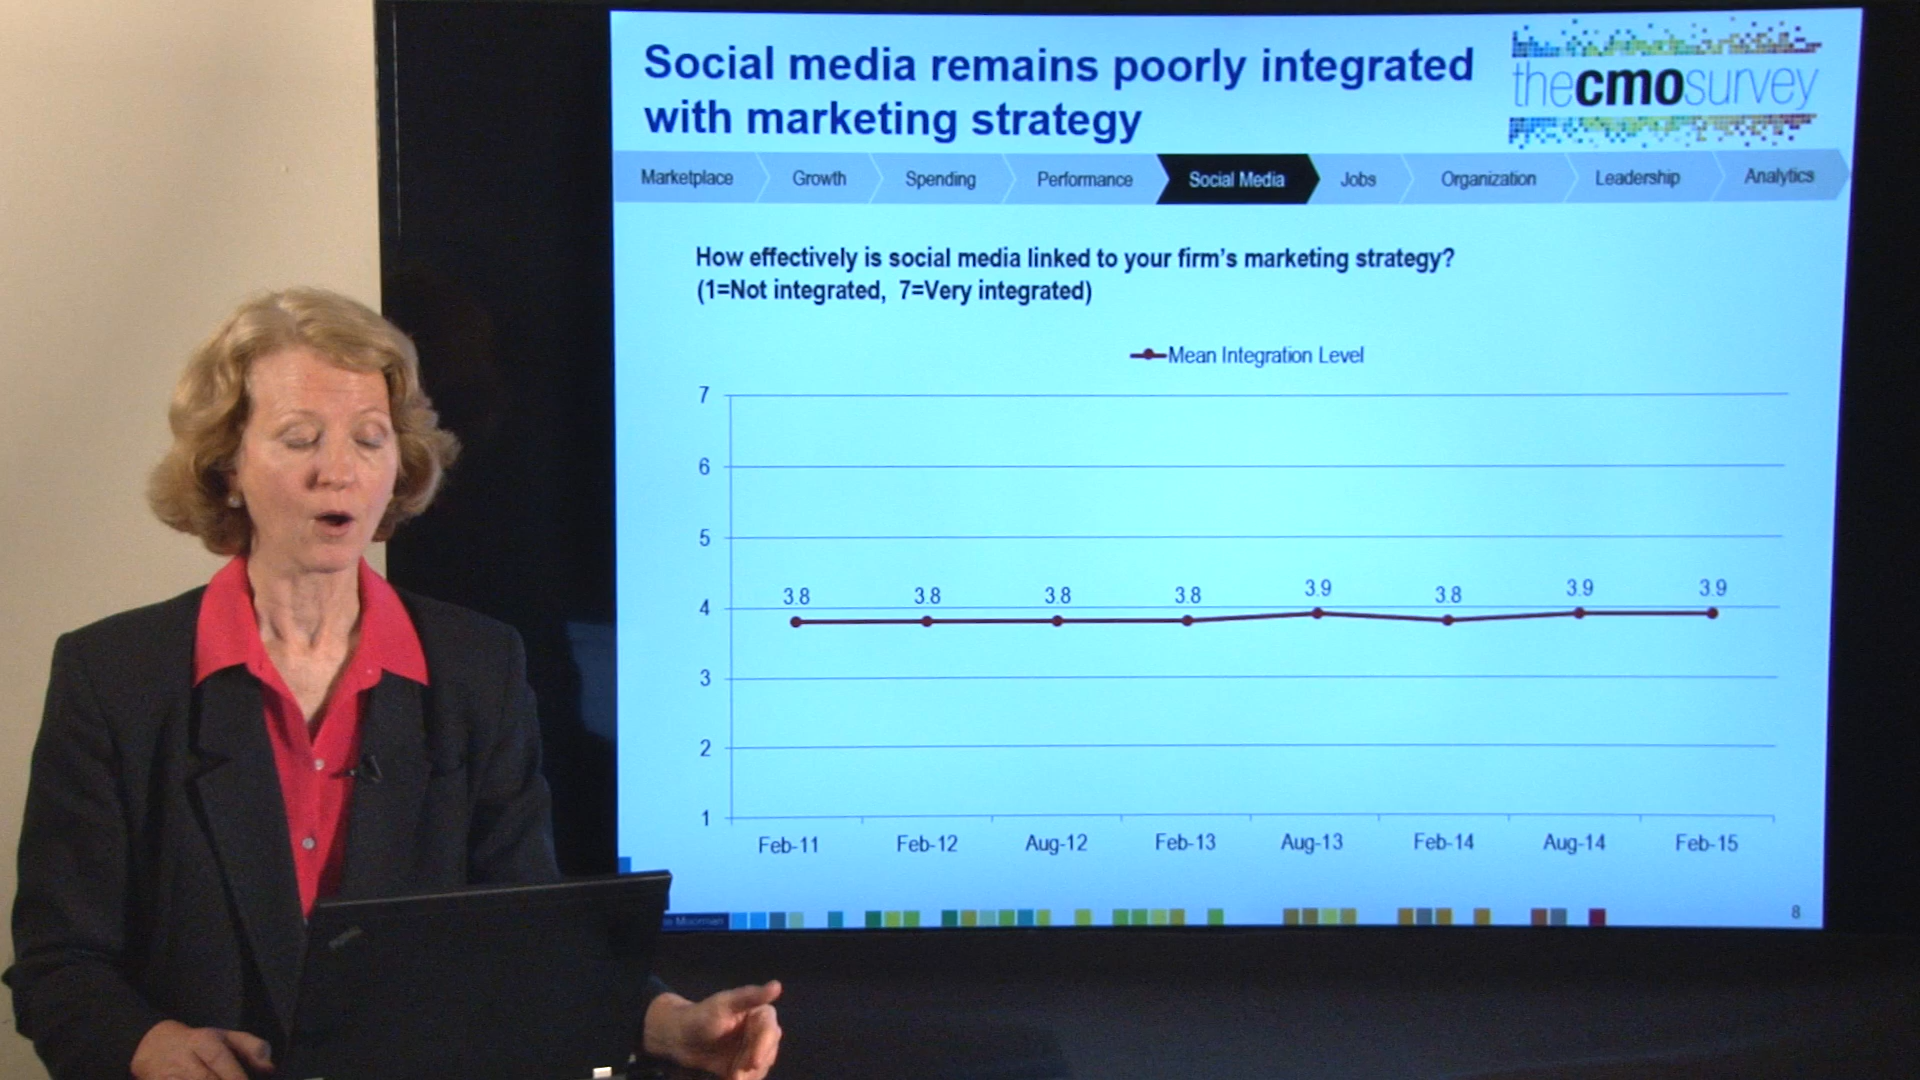 Social media remains poorly integrated
with marketing strategy
thecmosurvey
Marketplace Growth Spending Performance Social Media Jobs Organization Leadership Analytics
How effectively is social media linked to your firm's marketing strategy?
(1=Not integrated, 7=Very integrated)
Mean Integration Level
7
6
5
4
3
2
1
3.8 3.8 3.8 3.8 3.9 3.8 3.9 3.9
Feb-11 Feb-12 Aug-12 Feb-13 Aug-13 Feb-14 Aug-14 Feb-15
Moorman
8